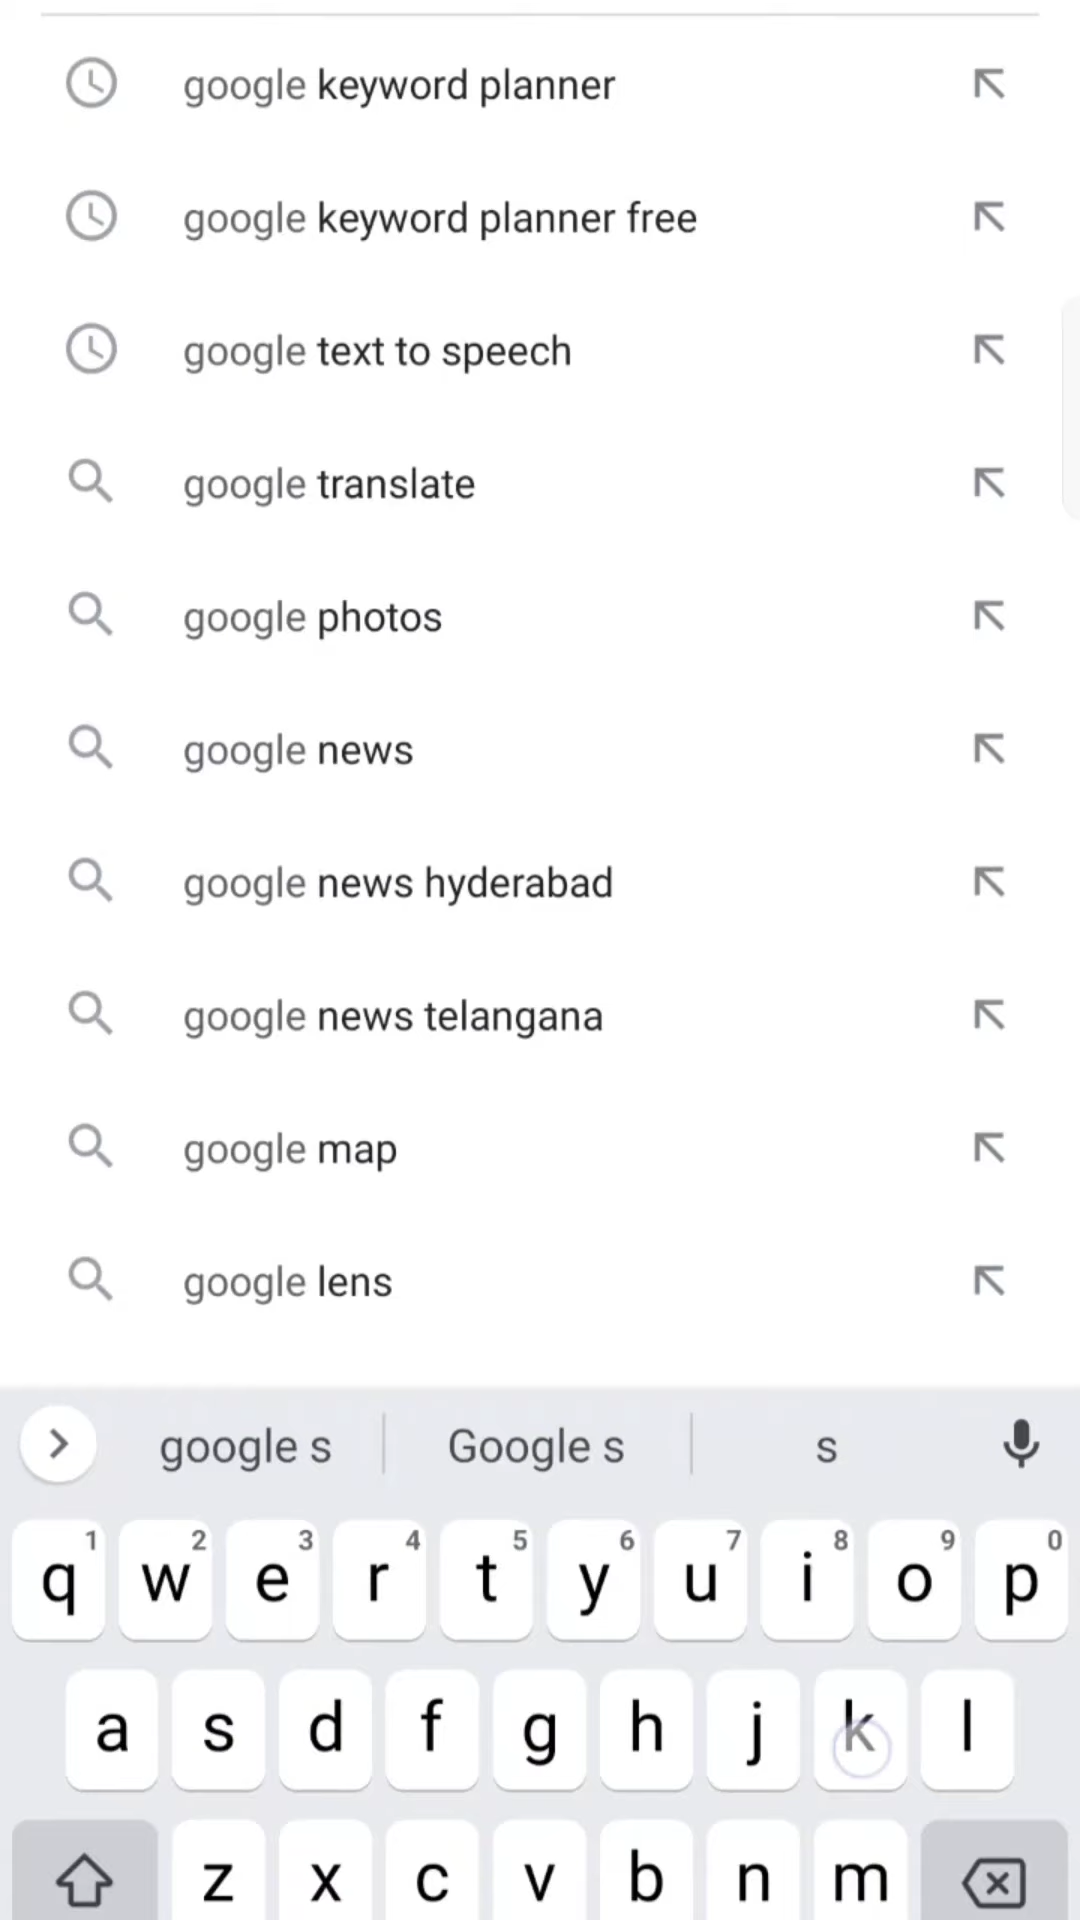 google keyword planner
google keyword planner free
google text to speech
google translate
google photos
google news
google news hyderabad
google news telangana
google map
google lens
google s Google s s
1 2 3 4 5 6 7 8 9 0
q w e r t y u i o p
a s d f g h j k l
z x c v b n m